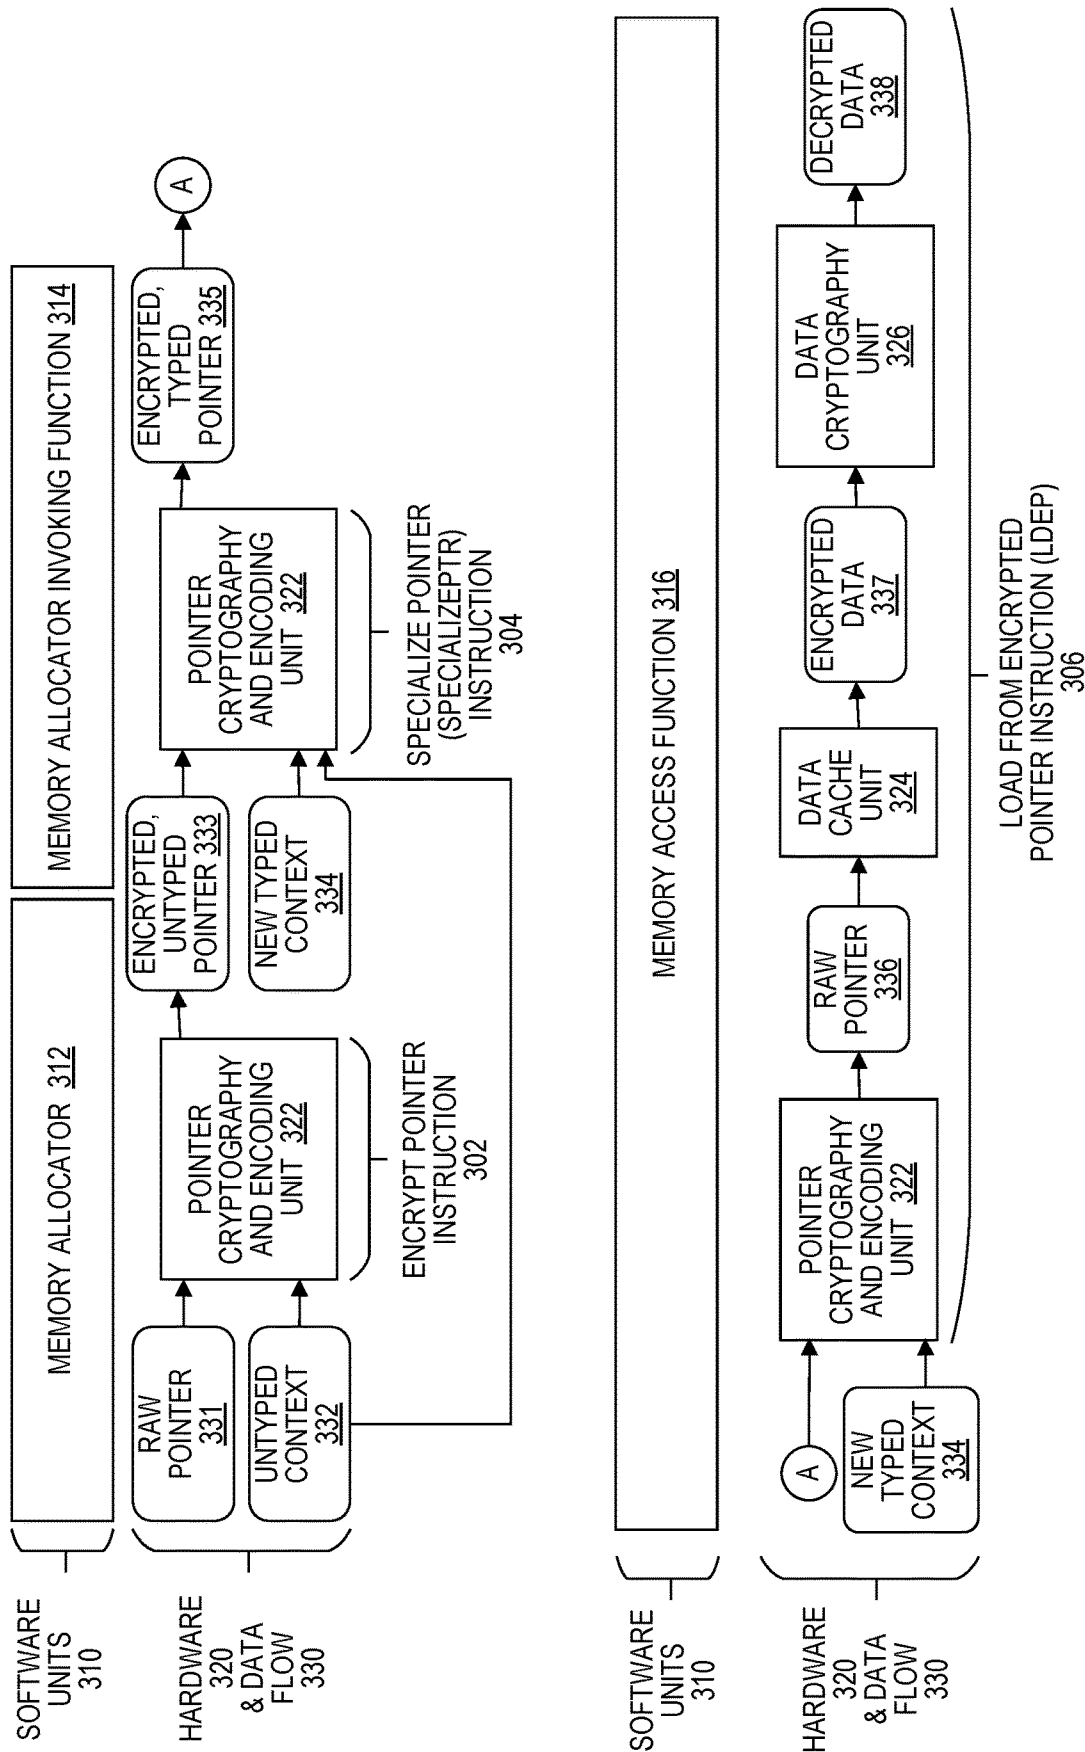 SOFTWARE
UNITS
310
MEMORY ALLOCATOR 312
MEMORY ALLOCATOR INVOKING FUNCTION 314
HARDWARE
320
& DATA
FLOW
330
RAW
POINTER
331
UNTYPED
CONTEXT
332
POINTER
CRYPTOGRAPHY
AND ENCODING
UNIT 322
ENCRYPT POINTER
INSTRUCTION
302
ENCRYPTED,
UNTYPED
POINTER 333
NEW TYPED
CONTEXT
334
POINTER
CRYPTOGRAPHY
AND ENCODING
UNIT 322
SPECIALIZE POINTER
(SPECIALIZEPTR)
INSTRUCTION
304
ENCRYPTED,
TYPED
POINTER 335
A
SOFTWARE
UNITS
310
MEMORY ACCESS FUNCTION 316
HARDWARE
320
& DATA
FLOW
330
A
NEW
TYPED
CONTEXT
334
POINTER
CRYPTOGRAPHY
AND ENCODING
UNIT 322
RAW
POINTER
336
DATA
CACHE
UNIT
324
ENCRYPTED
DATA
337
DATA
CRYPTOGRAPHY
UNIT
326
DECRYPTED
DATA
338
LOAD FROM ENCRYPTED
POINTER INSTRUCTION (LDEP)
306